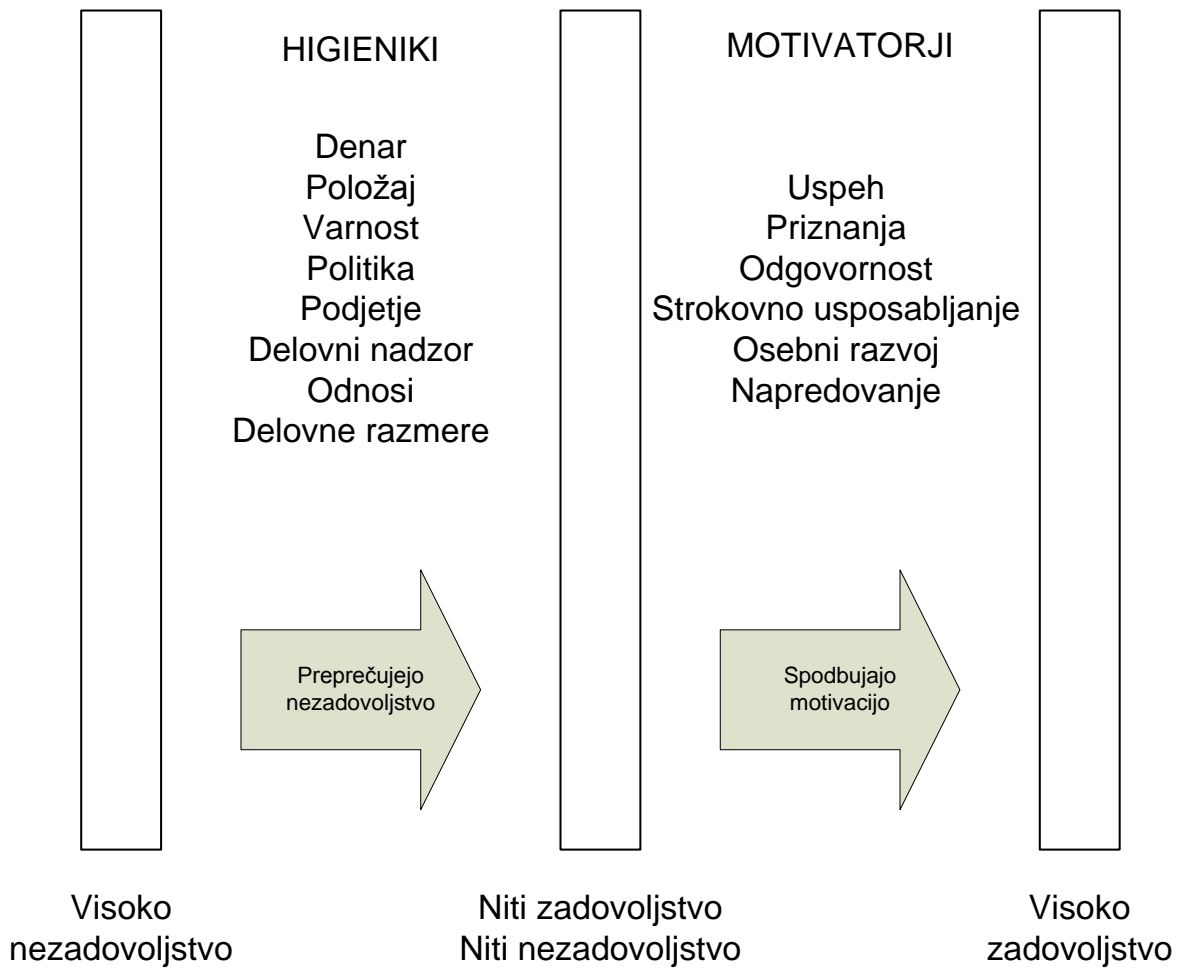 HIGIENIKI
Denar
Položaj
Varnost
Politika
Podjetje
Delovni nadzor
Odnosi
Delovne razmere
MOTIVATORJI
Uspeh
Priznanja
Odgovornost
Strokovno usposabljanje
Osebni razvoj
Napredovanje
Preprečujejo
nezadovoljstvo
Spodbujajo
motivacijo
Visoko
nezadovoljstvo
Niti zadovoljstvo
Niti nezadovoljstvo
Visoko
zadovoljstvo